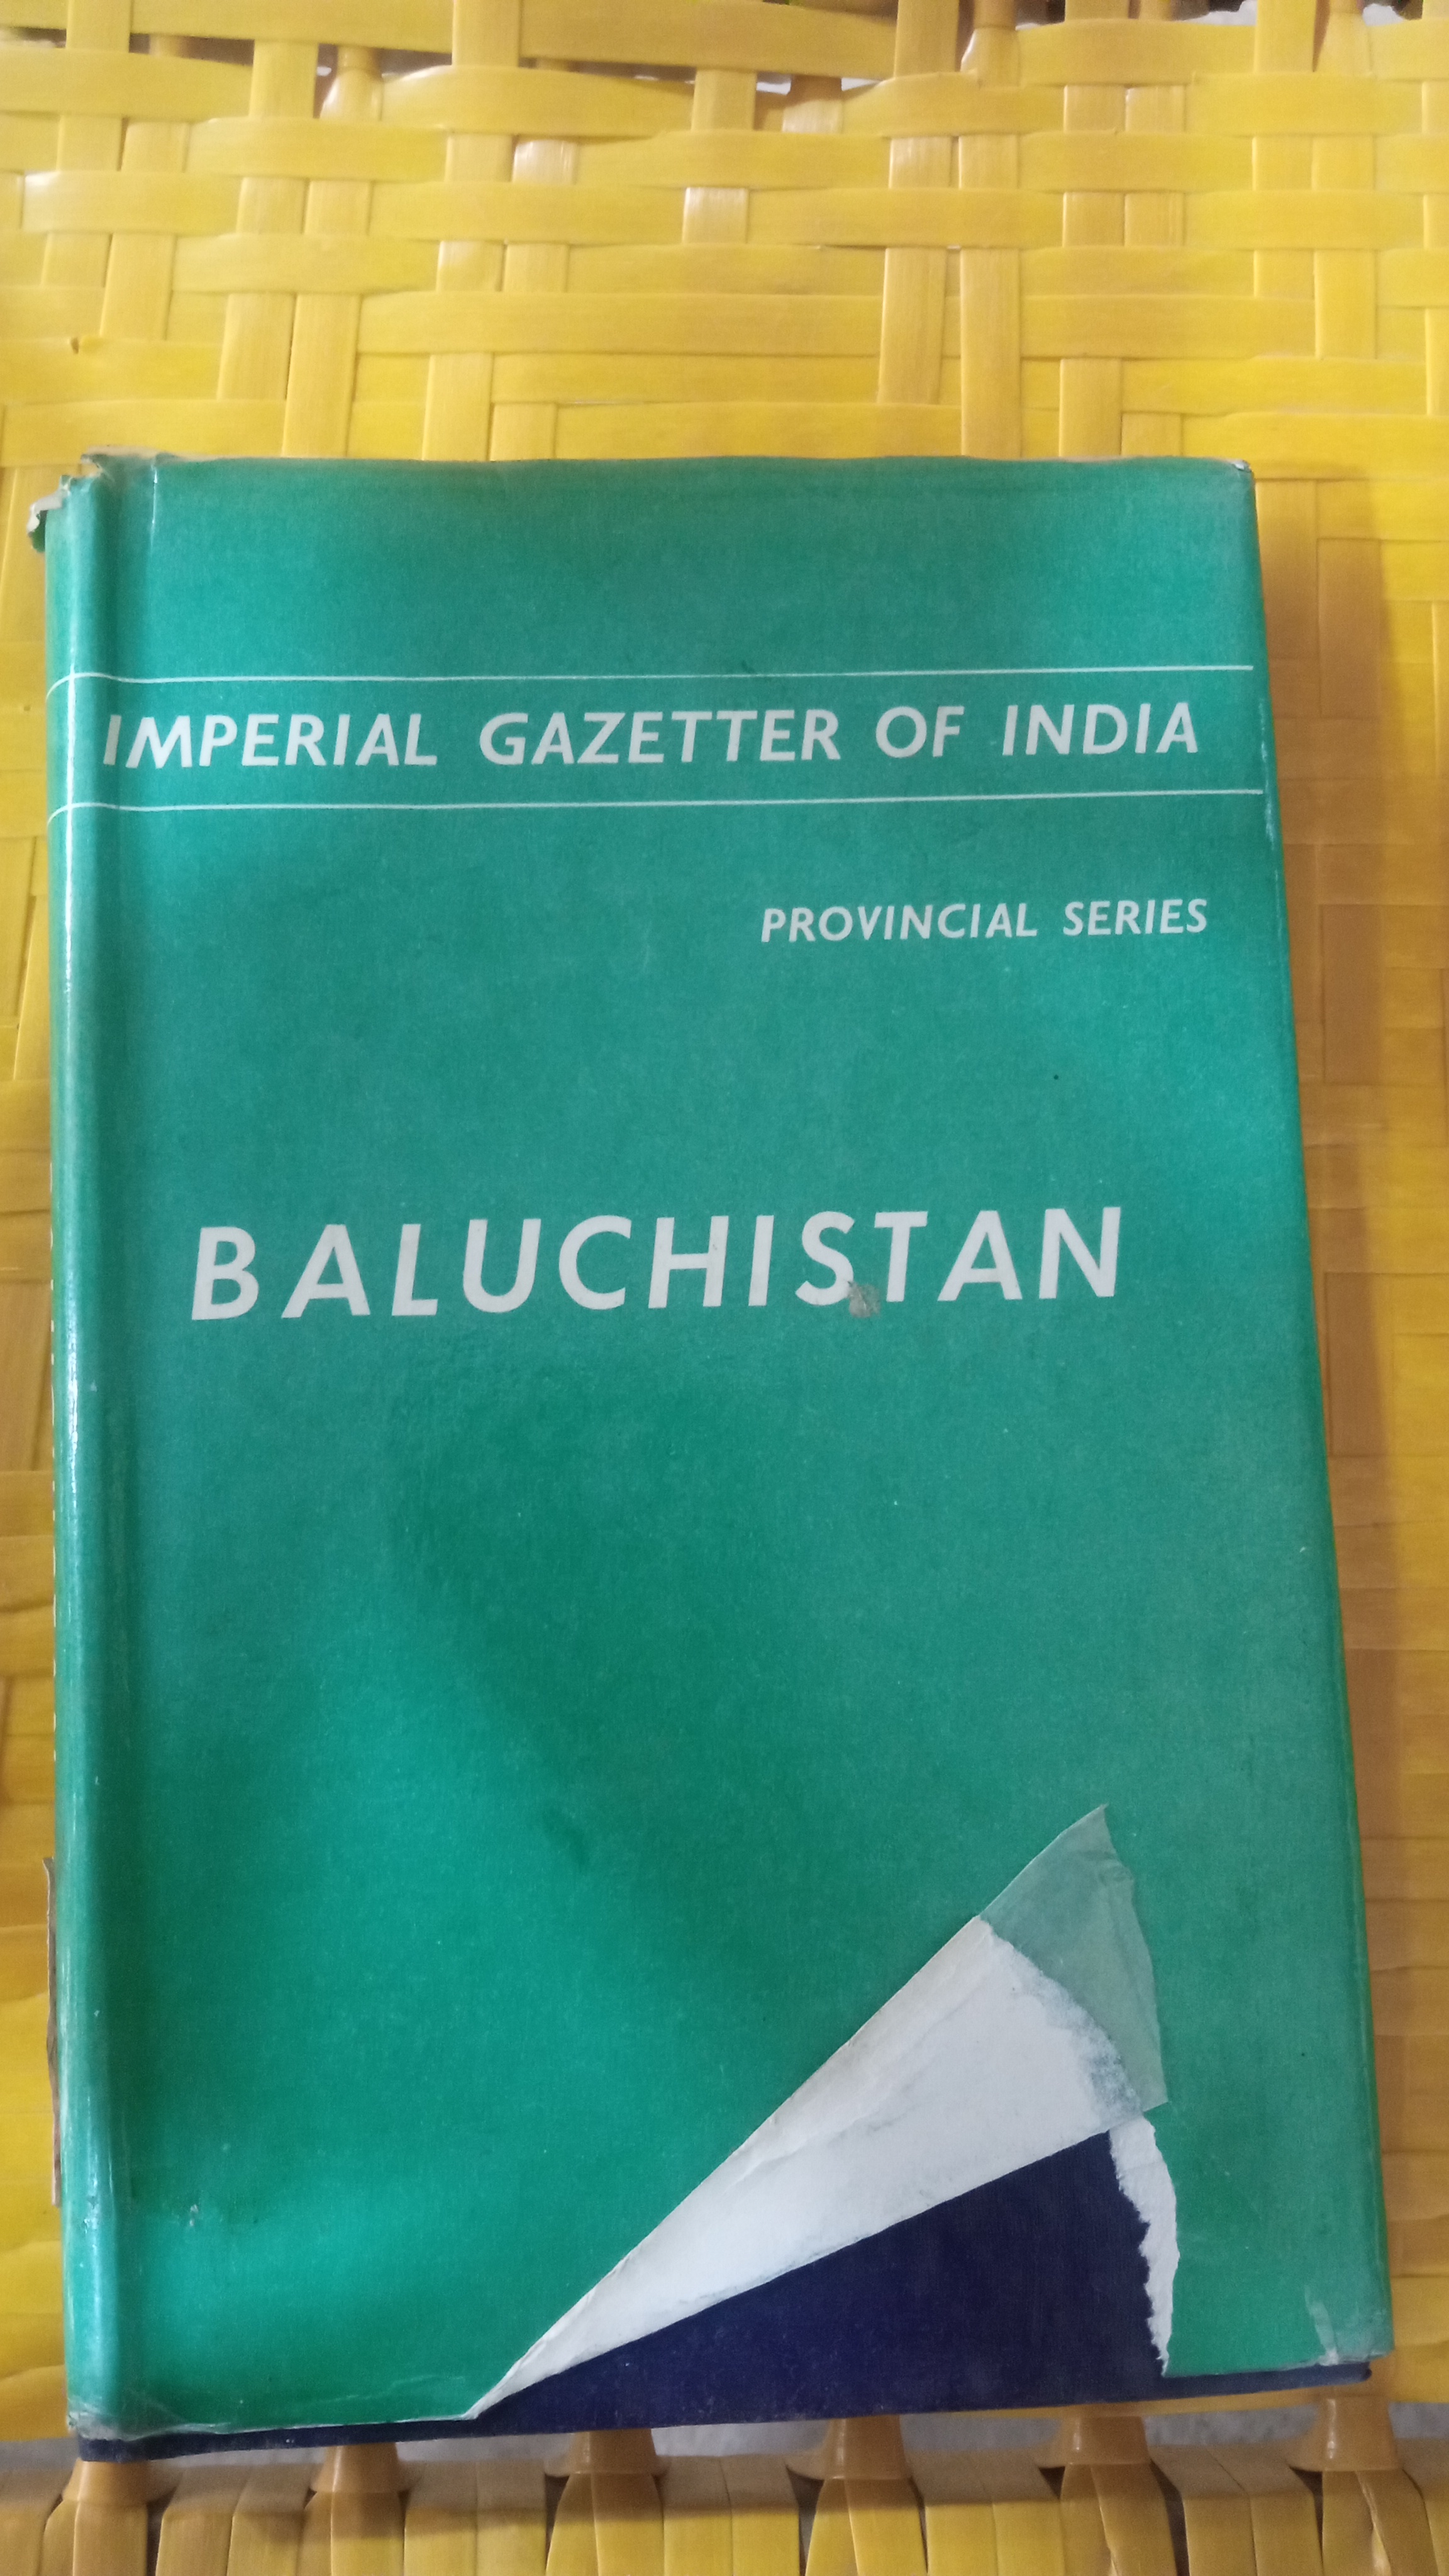 IMPERIAL GAZETTER OF INDIA
PROVINCIAL SERIES
BALUCHISTAN